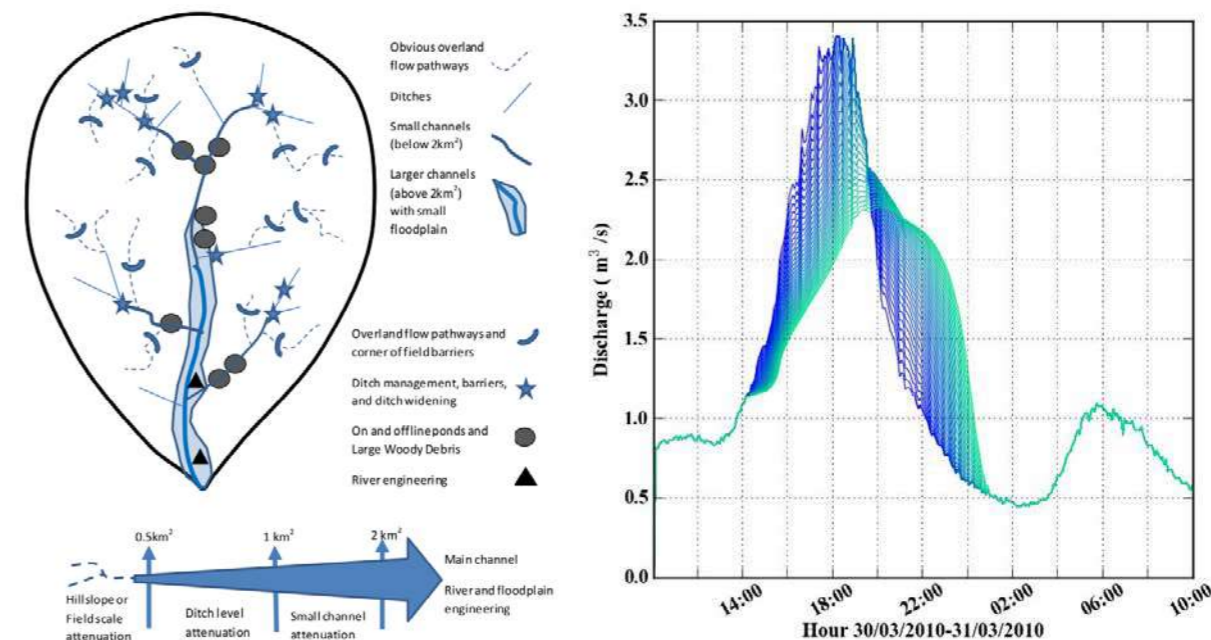 Obvious overland
flow pathways
Ditches
Small channels
(below 2km²)
Larger channels
(above 2km²)
with small
floodplain
Overland flow pathways and
corner of field barriers
Ditch management, barriers,
and ditch widening
On and offline ponds and
Large Woody Debris
River engineering
0.5km²
1 km²
2 km²
Hillslope or
Field scale
attenuation
Ditch level
attenuation
Small channel
attenuation
Main channel
River and floodplain
engineering
3.5
3.0
2.5
2.0
1.5
1.0
0.5
0.0
Discharge ( m³ /s)
14:00
18:00
22:00
02:00
06:00
10:00
Hour 30/03/2010-31/03/2010